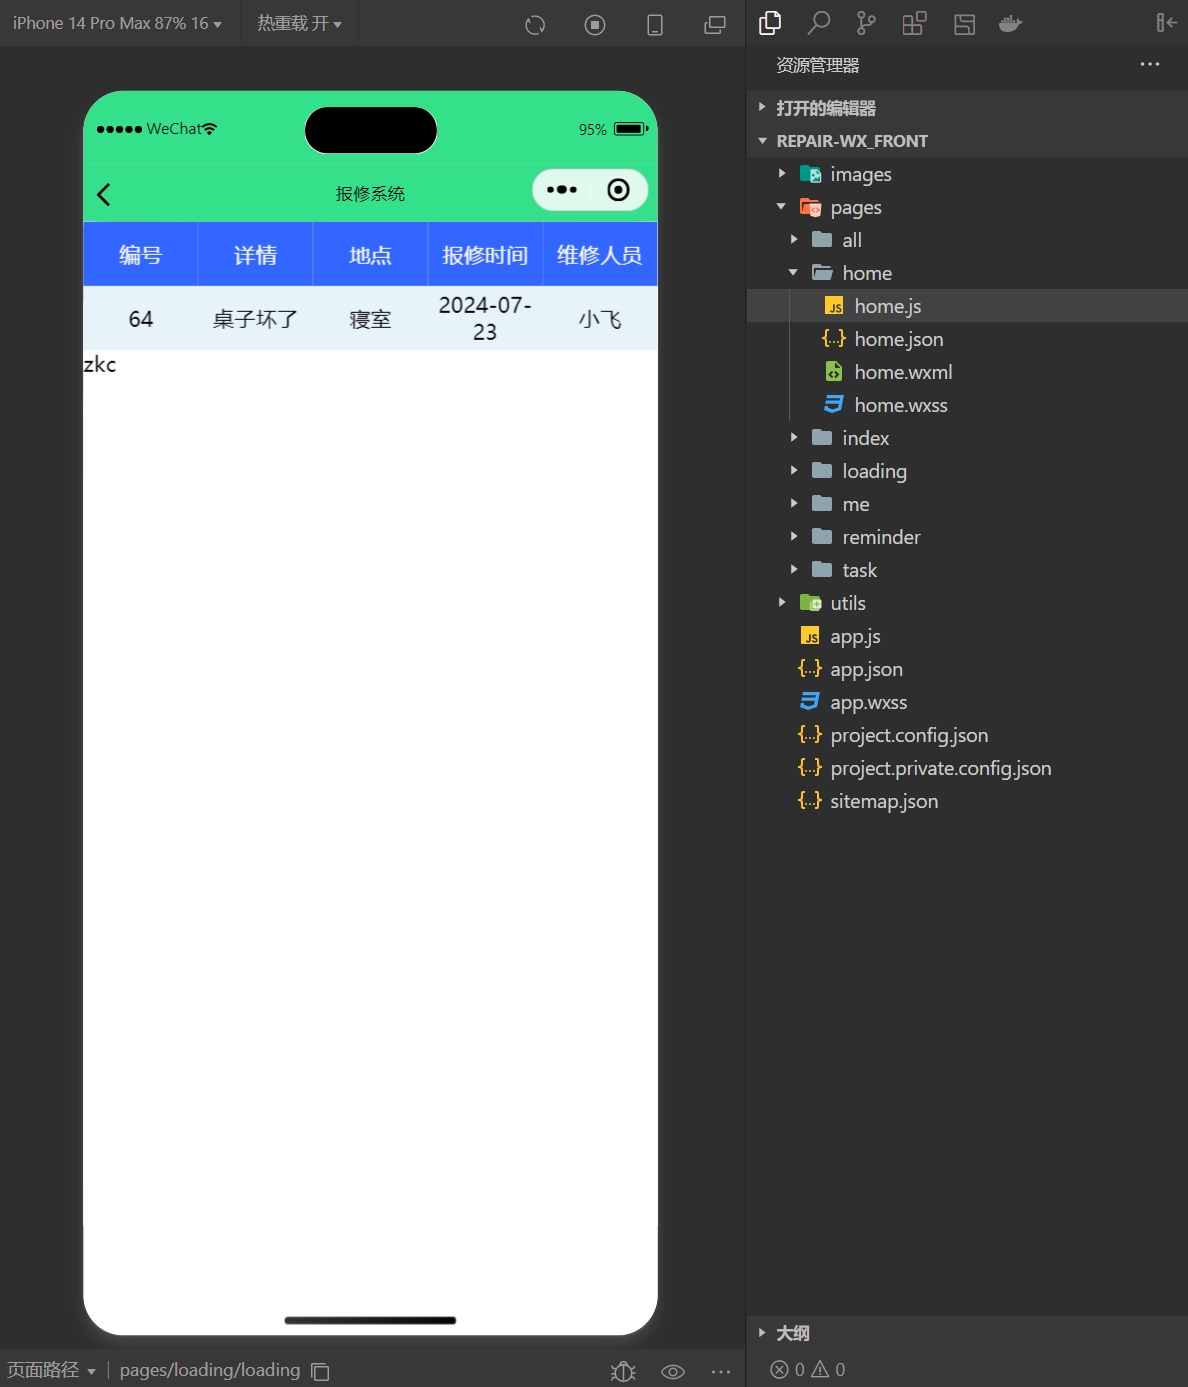 iPhone 14 Pro Max 87% 16
热重载 开
WeChat
95%
报修系统
编号 详情 地点 报修时间 维修人员
64 桌子坏了 寝室 2024-07-23 小飞
zkc
页面路径 pages/loading/loading
资源管理器
打开的编辑器
REPAIR-WX_FRONT
images
pages
all
home
JS home.js
{..} home.json
home.wxml
home.wxss
index
loading
me
reminder
task
utils
JS app.js
{..} app.json
app.wxss
{..} project.config.json
{..} project.private.config.json
{..} sitemap.json
大纲
0 0